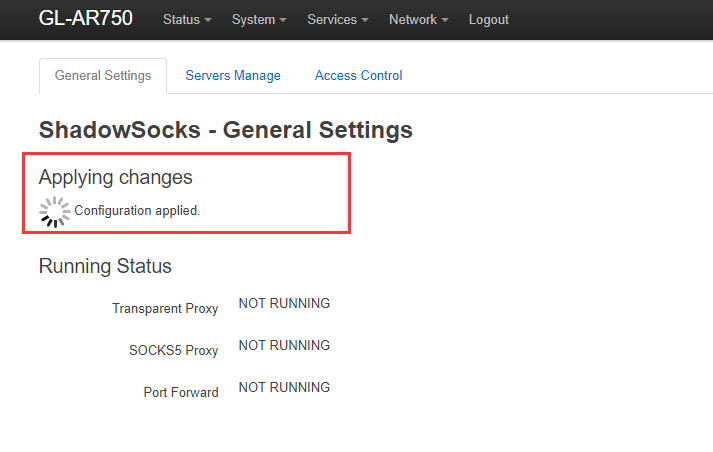 GL-AR750 Status System Services Network Logout
General Settings Servers Manage Access Control
ShadowSocks - General Settings
Applying changes
Configuration applied.
Running Status
Transparent Proxy NOT RUNNING
SOCKS5 Proxy NOT RUNNING
Port Forward NOT RUNNING